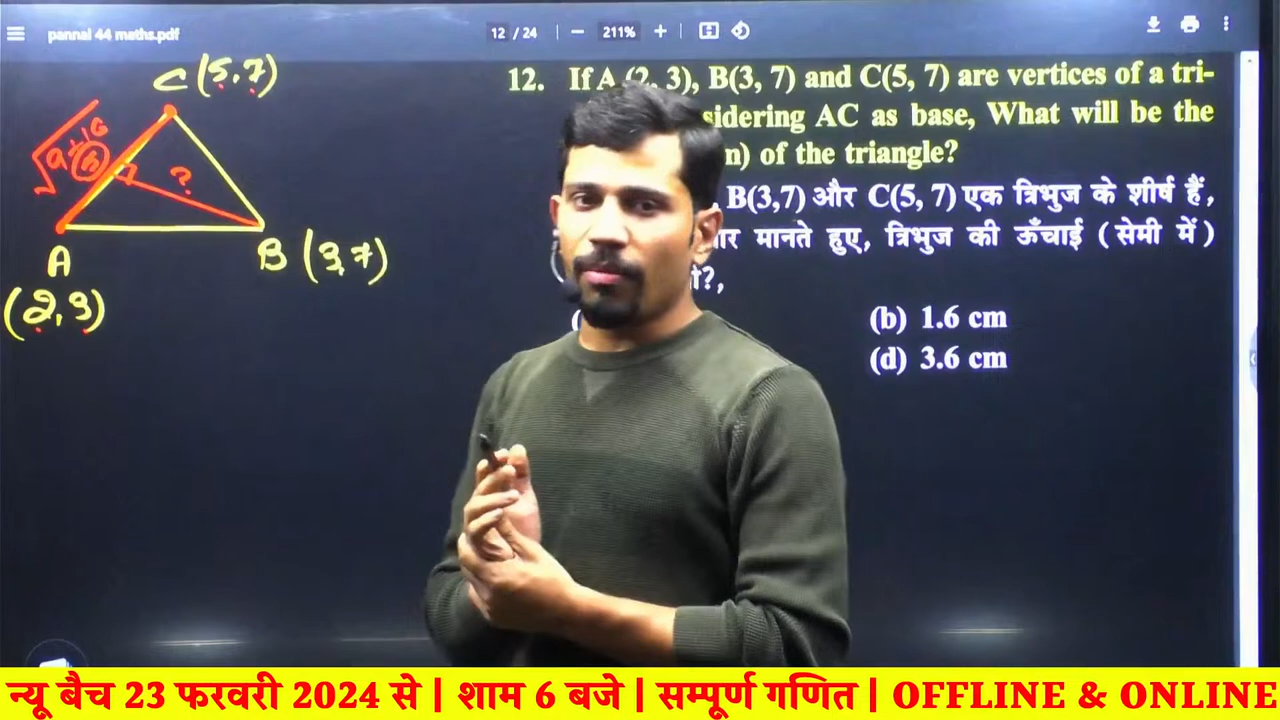 pannal 44 maths.pdf
12 / 24
211%
C (5,7)
12. If A (2, 3), B(3, 7) and C(5, 7) are vertices of a tri-
sidering AC as base, What will be the
of the triangle?
B(3,7) और C(5, 7) एक त्रिभुज के शीर्ष हैं,
मानते हुए, त्रिभुज की ऊँचाई ( सेमी में )
?
A
B (3,7)
(2,3)
(b) 1.6 cm
(d) 3.6 cm
न्यू बैच 23 फरवरी 2024 से | शाम 6 बजे | सम्पूर्ण गणित | OFFLINE & ONLINE